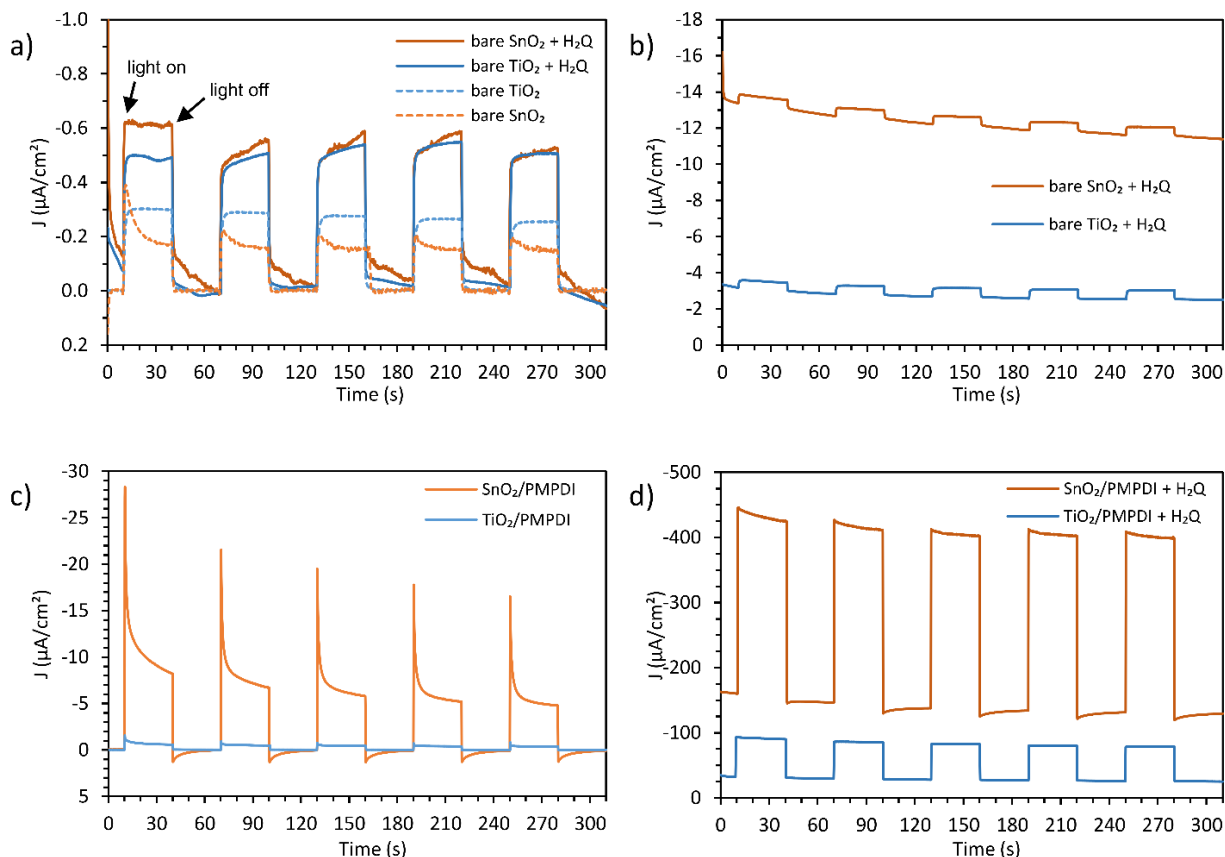 a)
-1.0
-0.8
-0.6
-0.4
-0.2
0.0
0.2
J (µA/cm²)
light on
light off
bare SnO₂ + H₂Q
bare TiO₂ + H₂Q
bare TiO₂
bare SnO₂
0 30 60 90 120 150 180 210 240 270 300
Time (s)
b)
-18
-16
-14
-12
-10
-8
-6
-4
-2
0
J (µA/cm²)
bare SnO₂ + H₂Q
bare TiO₂ + H₂Q
0 30 60 90 120 150 180 210 240 270 300
Time (s)
c)
-30
-25
-20
-15
-10
-5
0
5
J (µA/cm²)
SnO₂/PMPDI
TiO₂/PMPDI
0 30 60 90 120 150 180 210 240 270 300
Time (s)
d)
-500
-400
-300
-200
-100
0
J (µA/cm²)
SnO₂/PMPDI + H₂Q
TiO₂/PMPDI + H₂Q
0 30 60 90 120 150 180 210 240 270 300
Time (s)